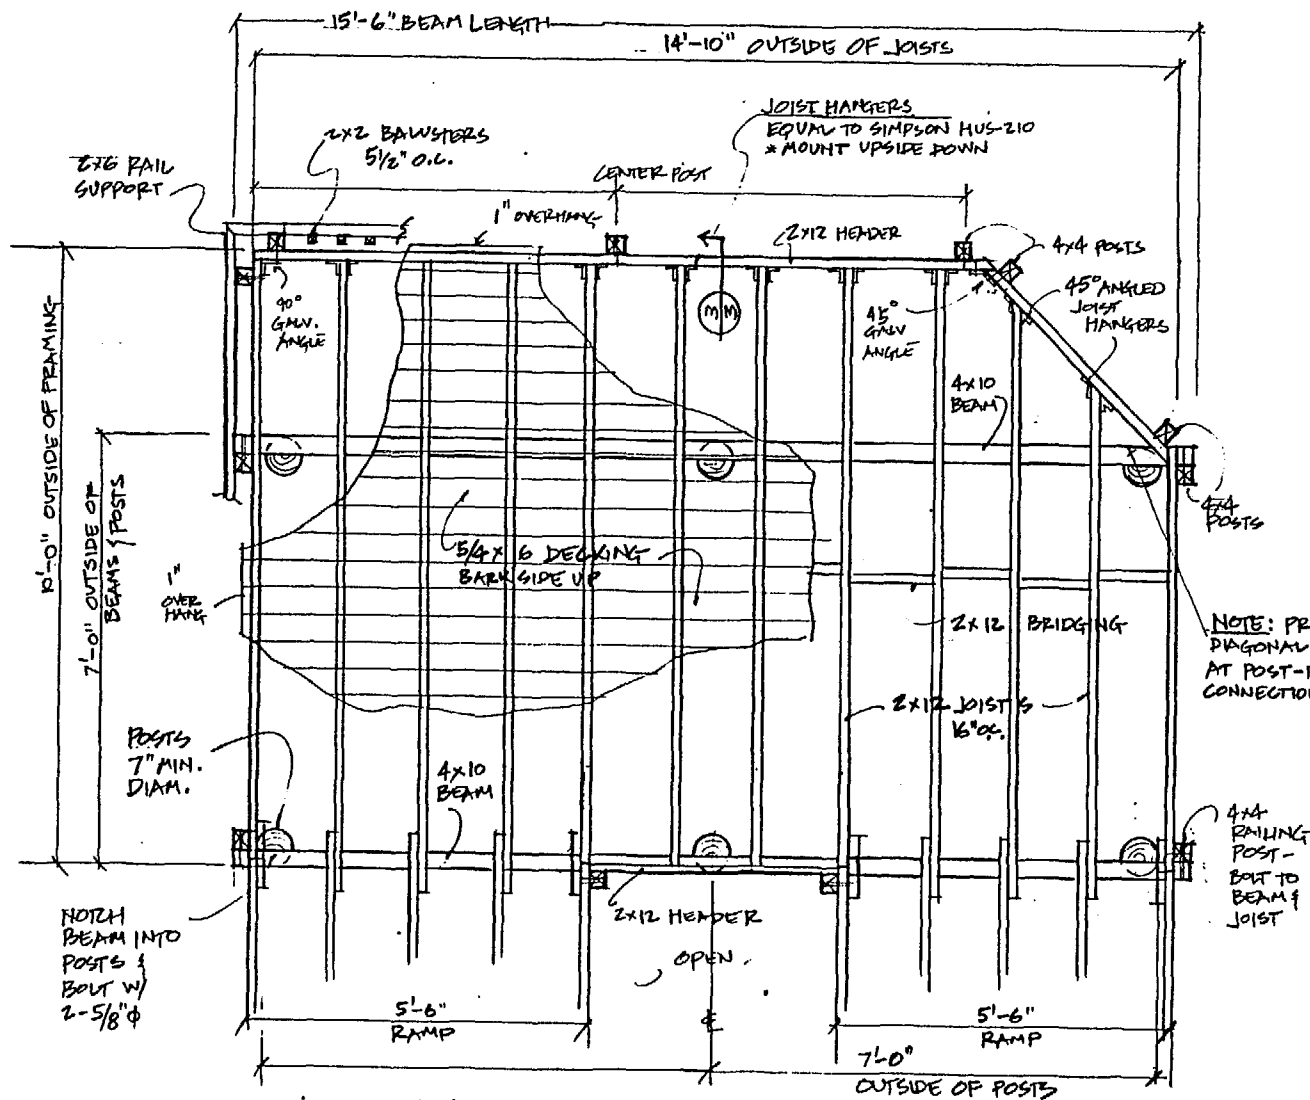 15'-6" BEAM LENGTH
14'-10" OUTSIDE OF JOISTS
JOIST HANGERS
EQUAL TO SIMPSON HUS-210
* MOUNT UPSIDE DOWN
2x2 BALUSTERS
5 1/2" O.C.
2x6 RAIL
SUPPORT
CENTER POST
1" OVERHANG
2x12 HEADER
4x4 POSTS
90°
GALV.
ANGLE
M M
45°
GALV
ANGLE
45° ANGLED
JOIST
HANGERS
4x10
BEAM
10'-0" OUTSIDE OF FRAMING
7'-0" OUTSIDE OF
BEAMS & POSTS
4x4
POSTS
5/4 x 6 DECKING
BARK SIDE UP
1"
OVER
HANG
2x12 BRIDGING
NOTE: PR
DIAGONAL
AT POST-
CONNECTION
2x12 JOISTS
16" O.C.
POSTS
7" MIN.
DIAM.
4x10
BEAM
4x4
RAILING
POST-
BOLT TO
BEAM &
JOIST
NOTCH
BEAM INTO
POSTS &
BOLT W/
2-5/8" φ
2x12 HEADER
OPEN
5'-6"
RAMP
℄
5'-6"
RAMP
7'-0"
OUTSIDE OF POSTS